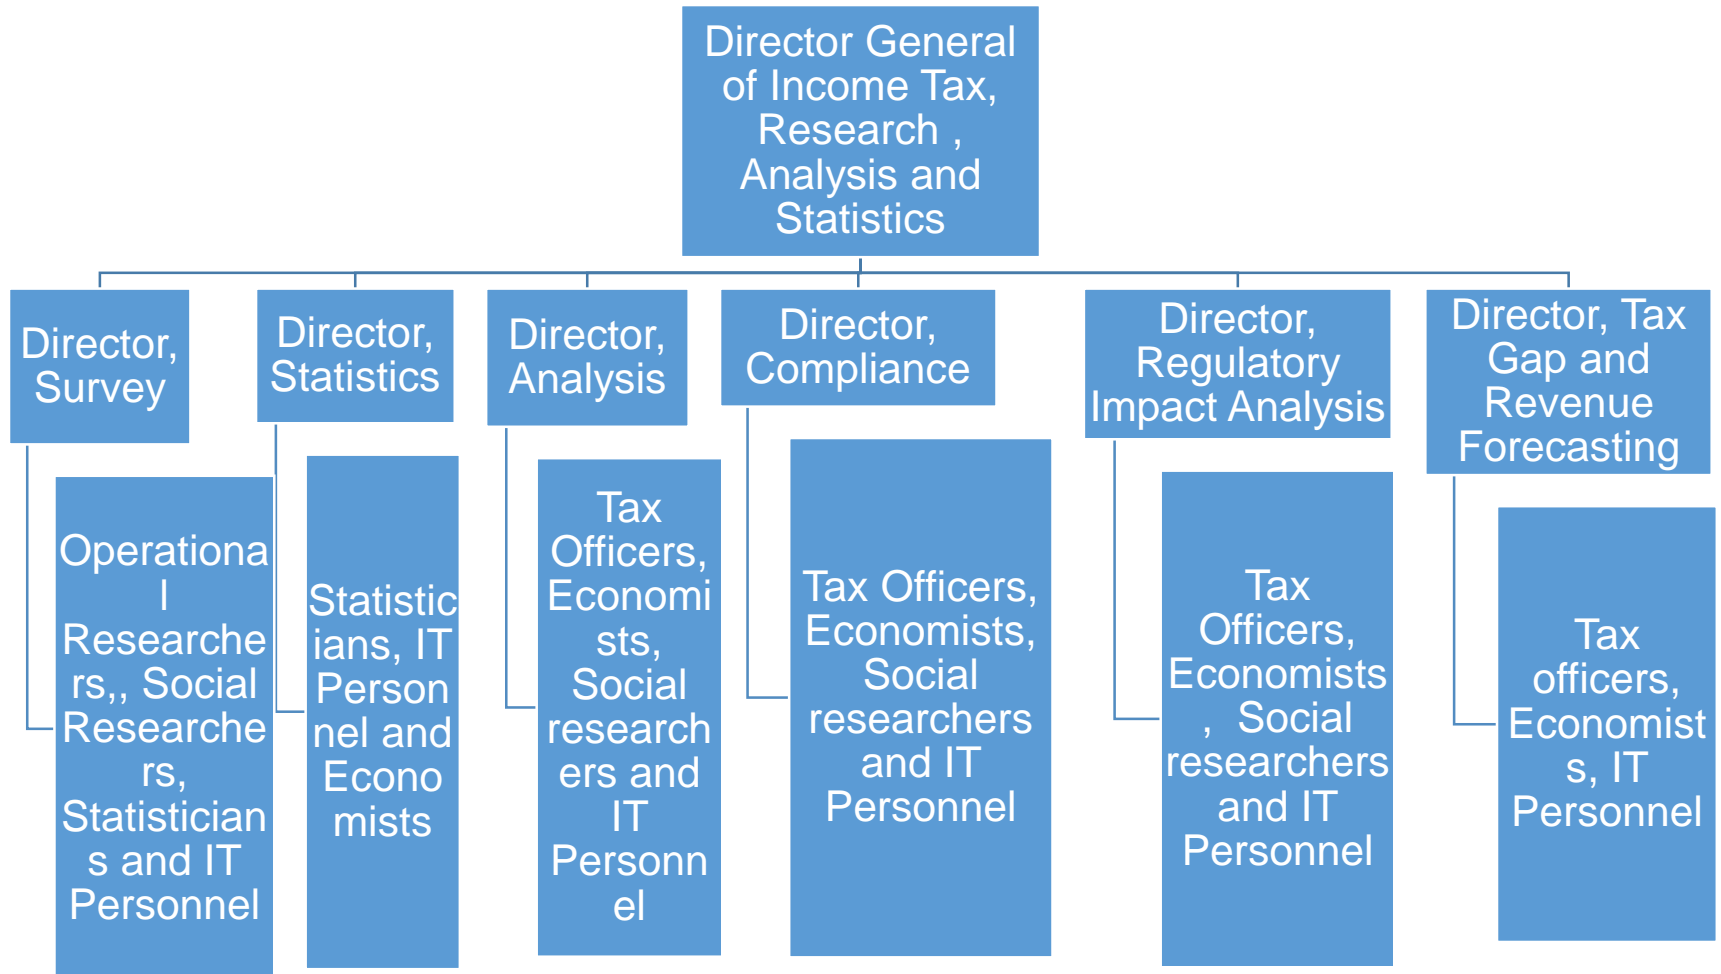 Director General
of Income Tax,
Research ,
Analysis and
Statistics
Director,
Survey
Director,
Statistics
Director,
Analysis
Director,
Compliance
Director,
Regulatory
Impact Analysis
Director, Tax
Gap and
Revenue
Forecasting
Operationa
l
Researche
rs,, Social
Researche
rs,
Statistician
s and IT
Personnel
Statistic
ians, IT
Person
nel and
Econo
mists
Tax
Officers,
Economi
sts,
Social
research
ers and
IT
Personn
el
Tax Officers,
Economists,
Social
researchers
and IT
Personnel
Tax
Officers,
Economists
,  Social
researchers
and IT
Personnel
Tax
officers,
Economist
s, IT
Personnel